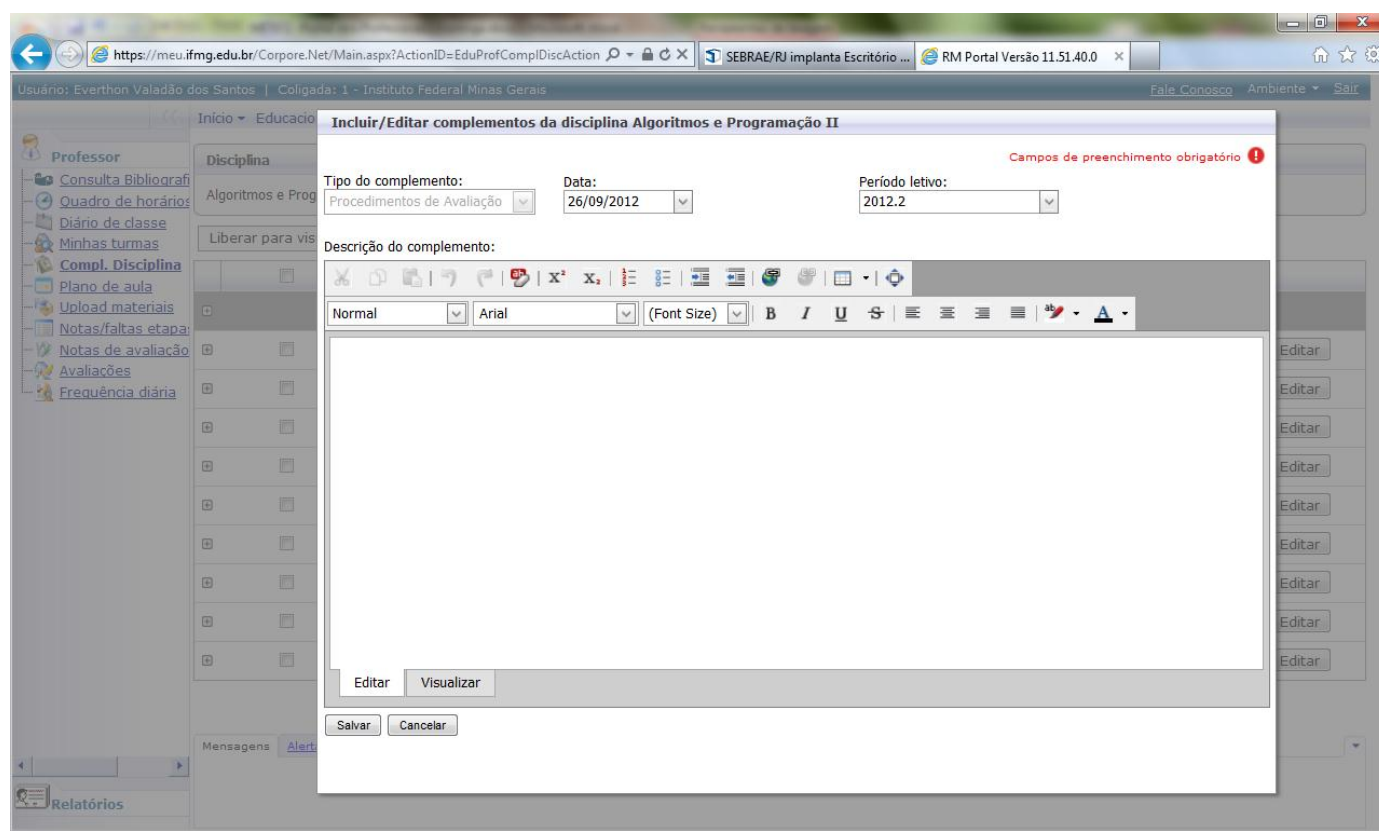 https://meu.ifmg.edu.br/Corpore.Net/Main.aspx?ActionID=EduProfComplDiscAction
SEBRAE/RJ implanta Escritório ...
RM Portal Versão 11.51.40.0
Usuário: Everthon Valadão dos Santos | Coligada: 1 - Instituto Federal Minas Gerais
Fale Conosco Ambiente Sair
Início Educacio
Incluir/Editar complementos da disciplina Algoritmos e Programação II
Campos de preenchimento obrigatório
Professor
Consulta Bibliografi
Quadro de horários
Diário de classe
Minhas turmas
Compl. Disciplina
Plano de aula
Upload materiais
Notas/faltas etapa
Notas de avaliação
Avaliações
Frequência diária
Disciplina
Algoritmos e Prog
Liberar para vis
Tipo do complemento: Data: Período letivo:
Procedimentos de Avaliação 26/09/2012 2012.2
Descrição do complemento:
Normal Arial (Font Size) B I U S A
Editar
Editar
Editar
Editar
Editar
Editar
Editar
Editar
Editar
Editar Visualizar
Salvar Cancelar
Mensagens Alert
Relatórios